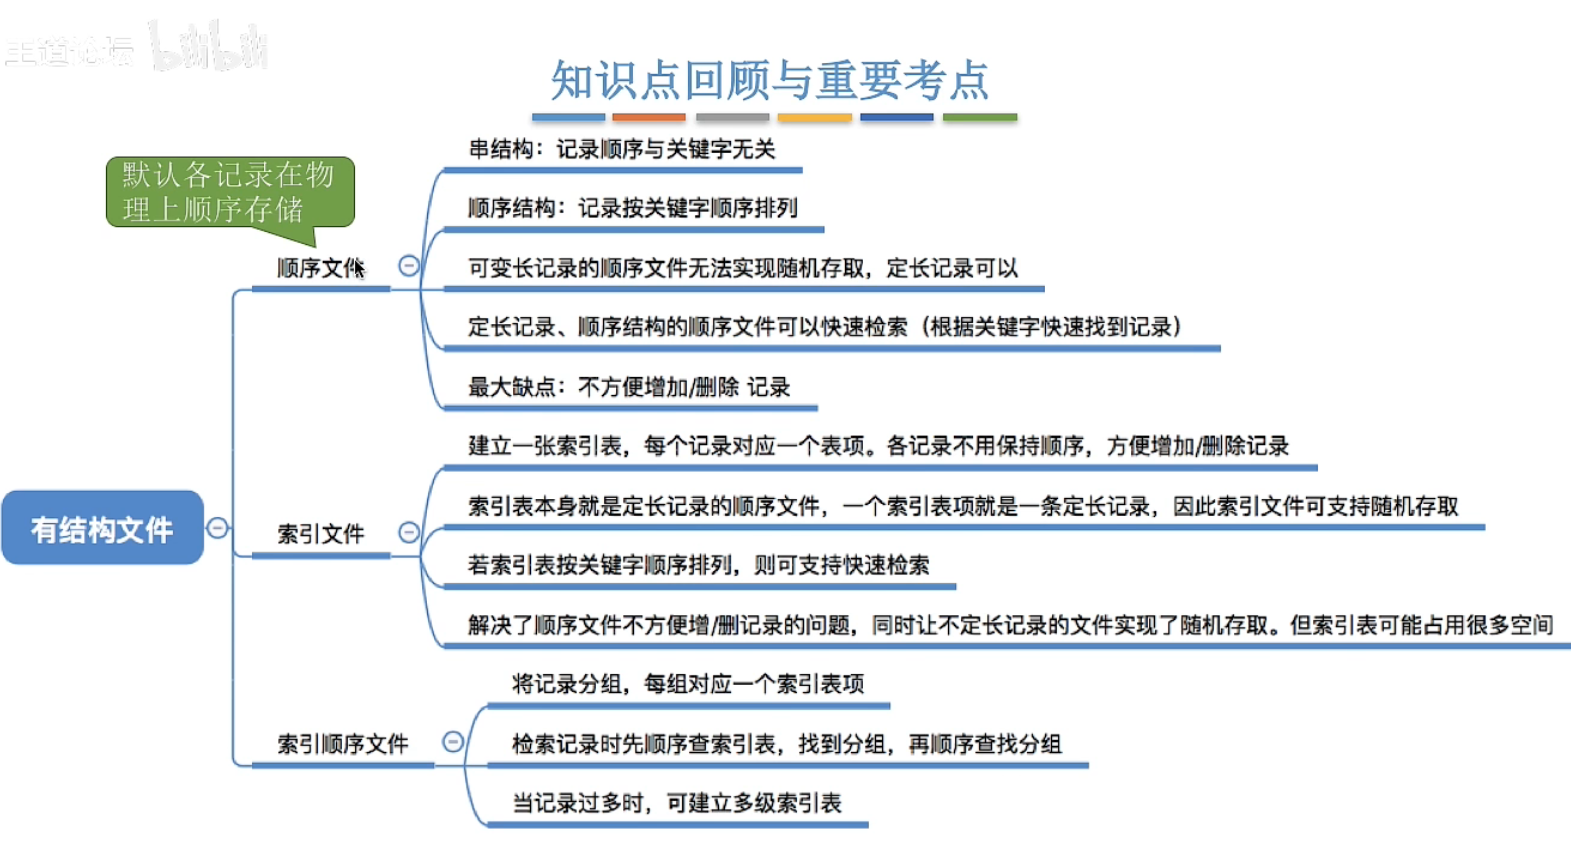 王道论坛 bilibili
知识点回顾与重要考点
默认各记录在物
理上顺序存储
有结构文件
顺序文件
串结构：记录顺序与关键字无关
顺序结构：记录按关键字顺序排列
可变长记录的顺序文件无法实现随机存取，定长记录可以
定长记录、顺序结构的顺序文件可以快速检索（根据关键字快速找到记录）
最大缺点：不方便增加/删除 记录
索引文件
建立一张索引表，每个记录对应一个表项。各记录不用保持顺序，方便增加/删除记录
索引表本身就是定长记录的顺序文件，一个索引表项就是一条定长记录，因此索引文件可支持随机存取
若索引表按关键字顺序排列，则可支持快速检索
解决了顺序文件不方便增/删记录的问题，同时让不定长记录的文件实现了随机存取。但索引表可能占用很多空间
索引顺序文件
将记录分组，每组对应一个索引表项
检索记录时先顺序查索引表，找到分组，再顺序查找分组
当记录过多时，可建立多级索引表